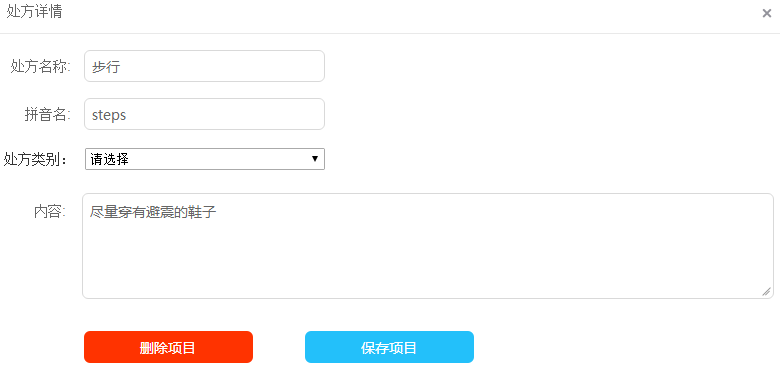 处方详情 ×
处方名称: 步行
拼音名: steps
处方类别： 请选择
内容: 尽量穿有避震的鞋子
删除项目 保存项目